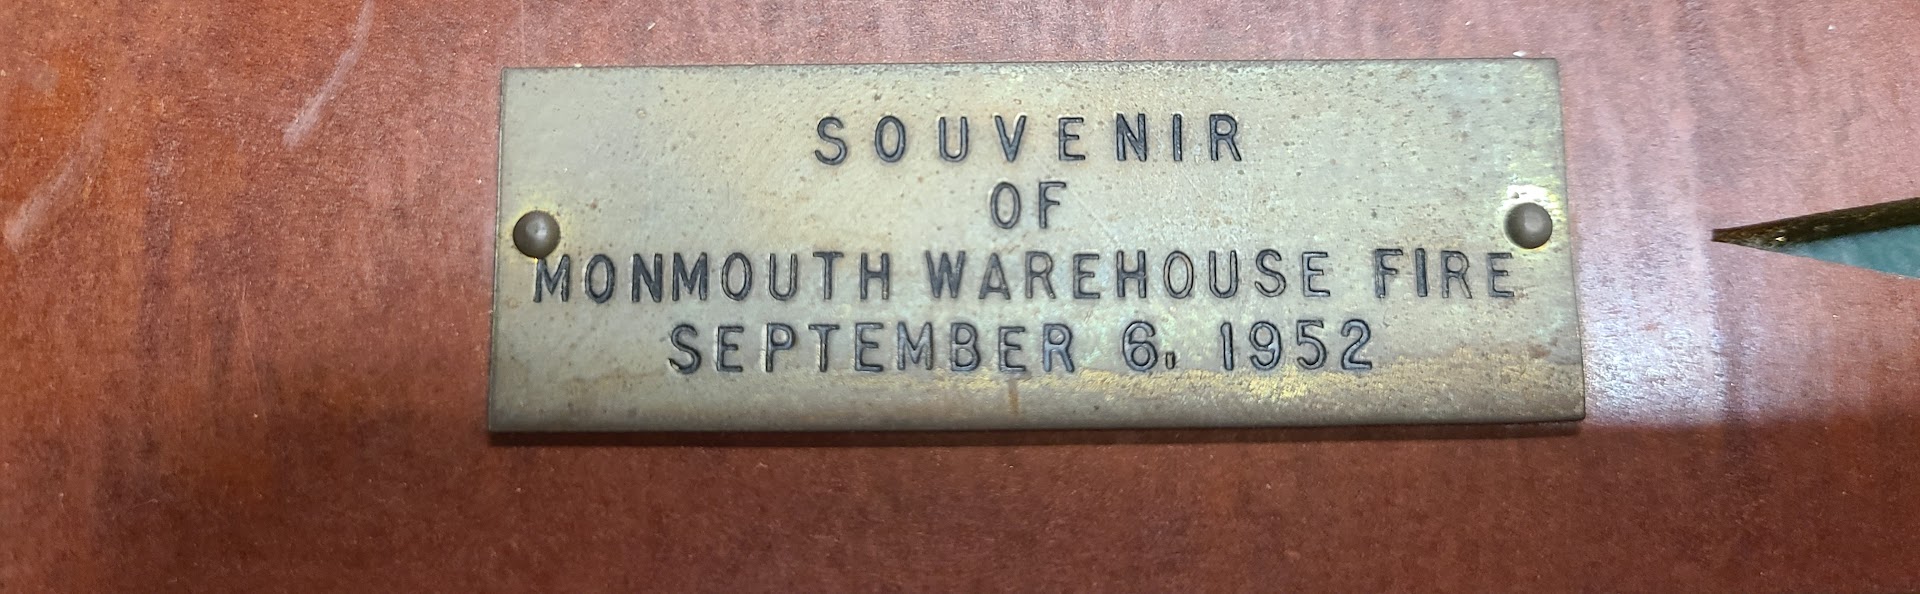 SOUVENIR
OF
MONMOUTH WAREHOUSE FIRE
SEPTEMBER 6, 1952